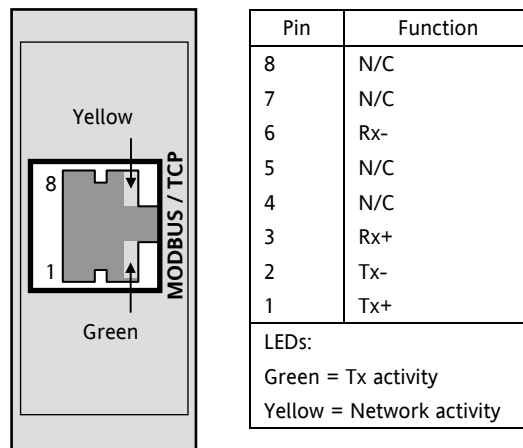 Yellow
8
1
MODBUS / TCP
Green
Pin Function
8 N/C
7 N/C
6 Rx-
5 N/C
4 N/C
3 Rx+
2 Tx-
1 Tx+
LEDs:
Green = Tx activity
Yellow = Network activity